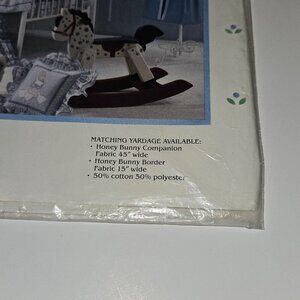 MATCHING YARDAGE AVAILABLE:
• Honey Bunny Companion
Fabric 45" wide
• Honey Bunny Border
Fabric 15" wide
• 50% cotton 50% polyester